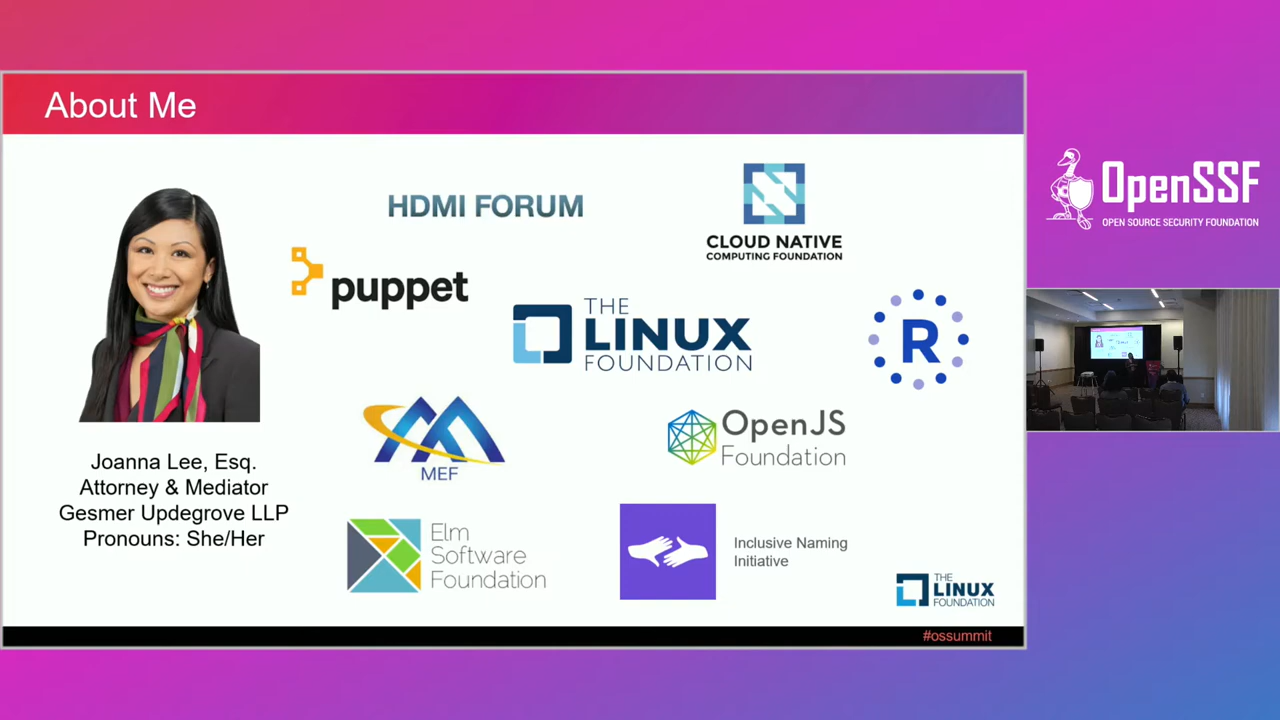 About Me
HDMI FORUM
CLOUD NATIVE
COMPUTING FOUNDATION
puppet
THE
LINUX
FOUNDATION
R
MEF
OpenJS
Foundation
Elm
Software
Foundation
Inclusive Naming
Initiative
Joanna Lee, Esq.
Attorney & Mediator
Gesmer Updegrove LLP
Pronouns: She/Her
THE
LINUX
FOUNDATION
#ossummit
OpenSSF
OPEN SOURCE SECURITY FOUNDATION